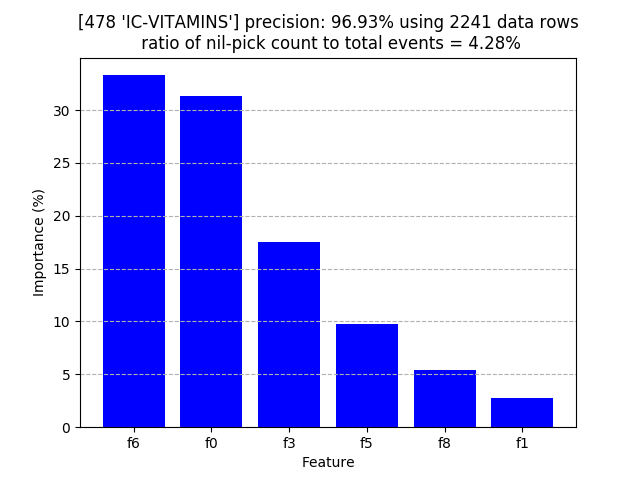 [478 'IC-VITAMINS'] precision: 96.93% using 2241 data rows
ratio of nil-pick count to total events = 4.28%
30
25
20
15
10
5
0
Importance (%)
f6 f0 f3 f5 f8 f1
Feature